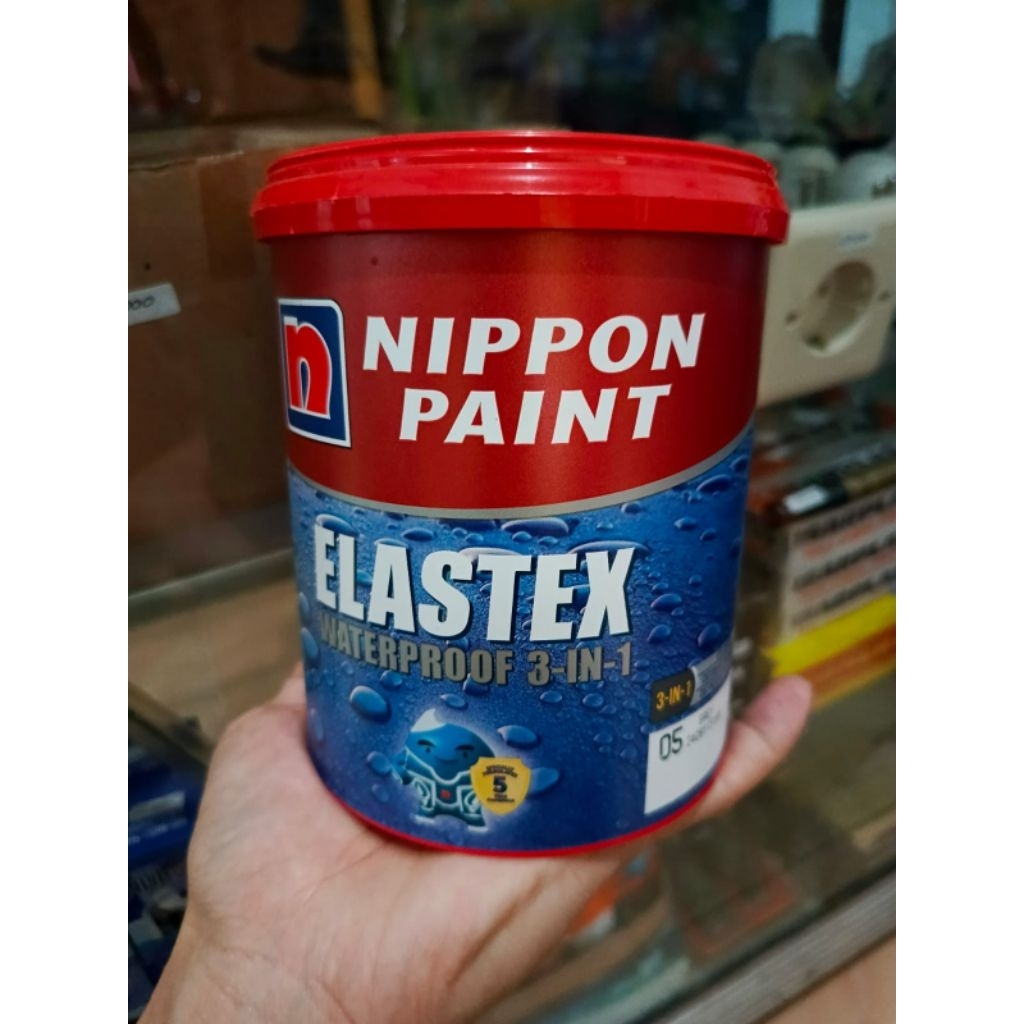 n
NIPPON
PAINT
ELASTEX
WATERPROOF 3-IN-1
3-IN-1
05
5